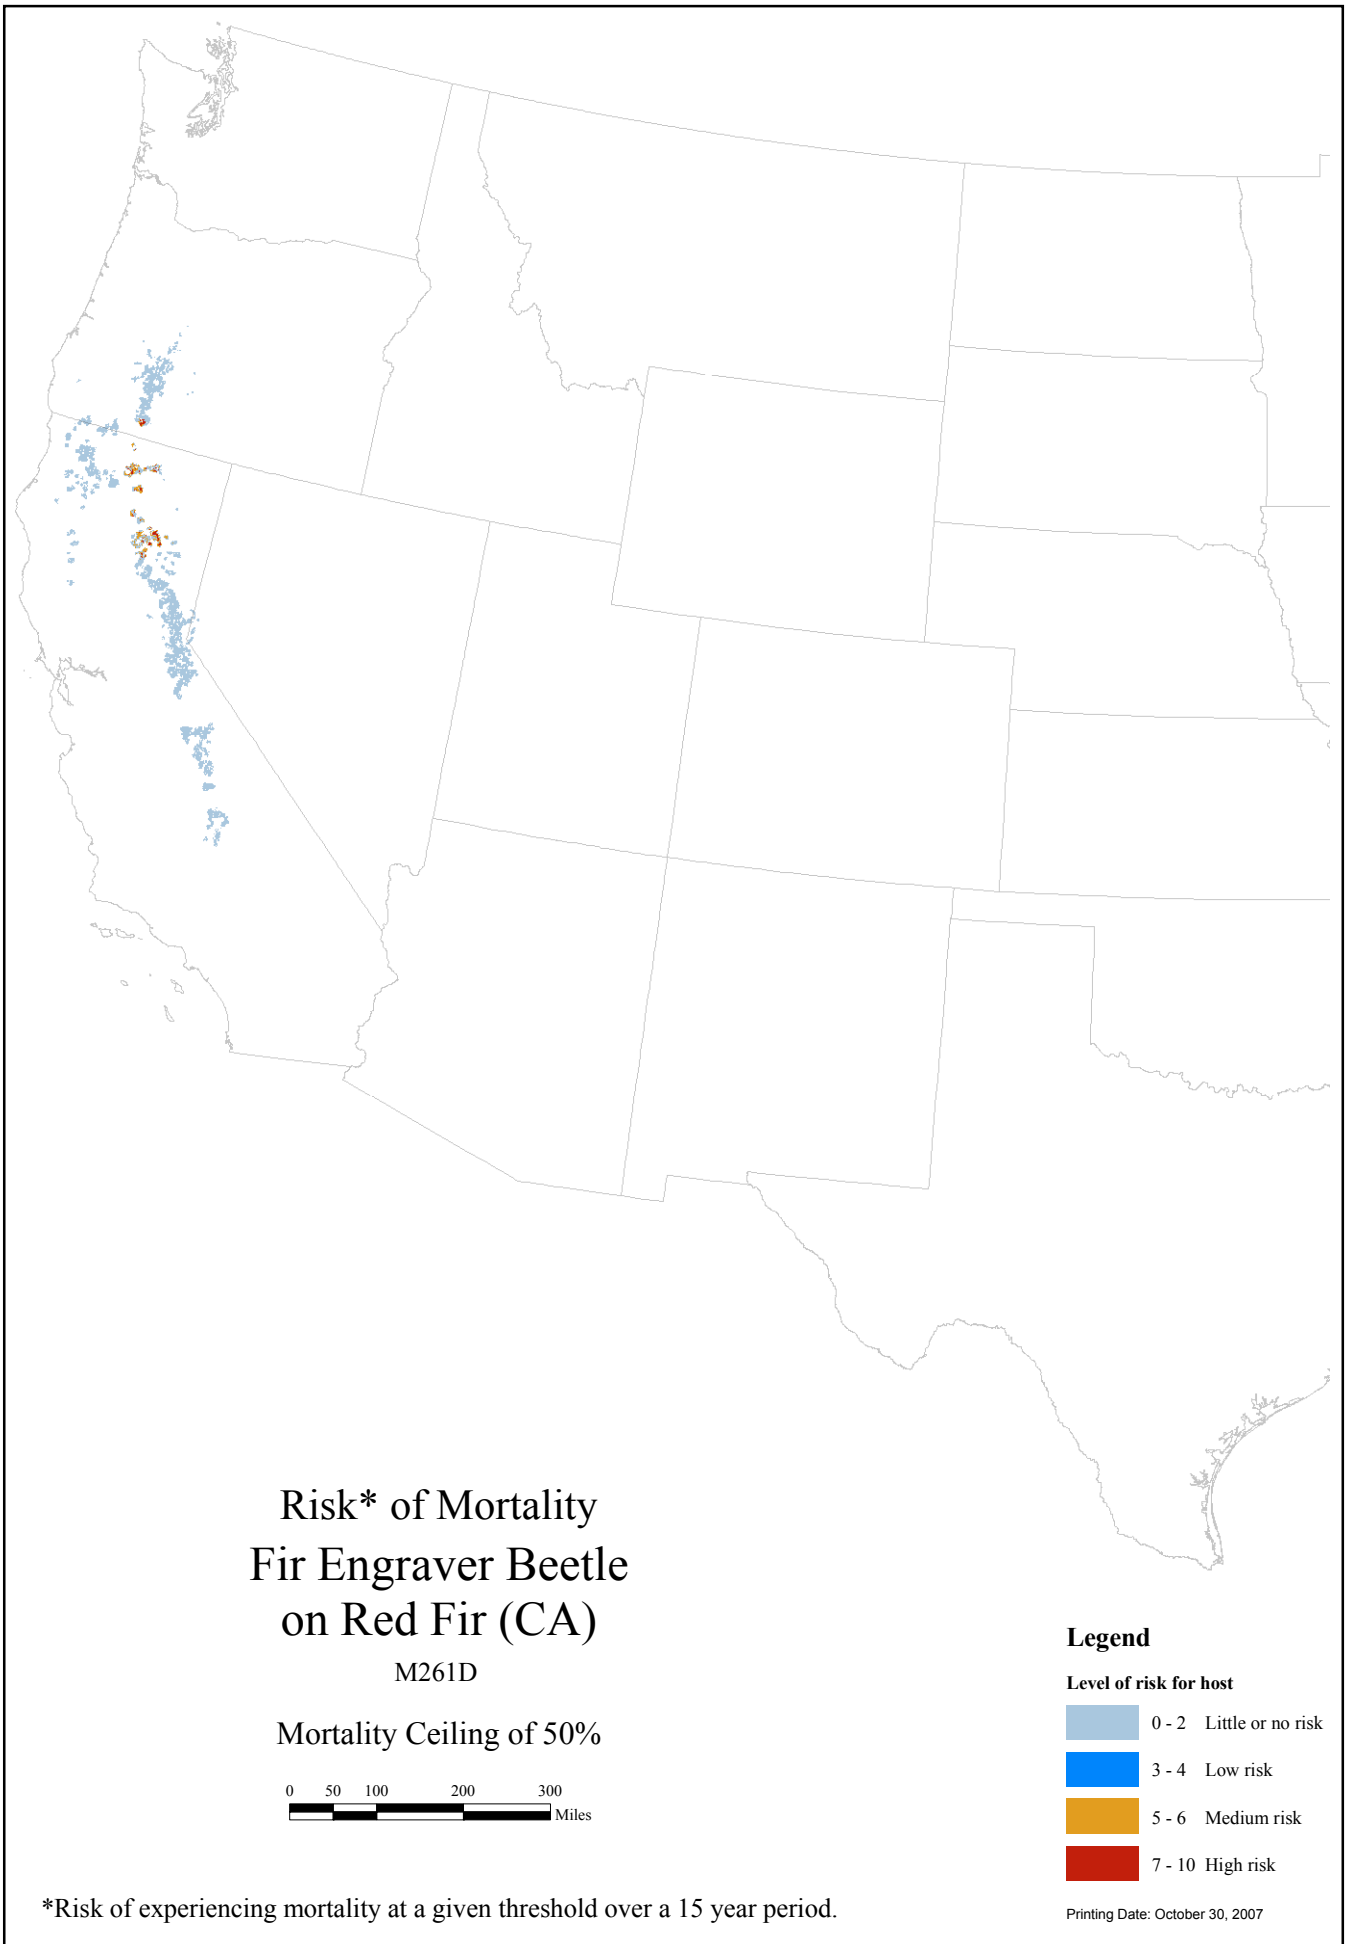 Risk* of Mortality
Fir Engraver Beetle
on Red Fir (CA)
M261D
Mortality Ceiling of 50%
0 50 100 200 300
Miles
*Risk of experiencing mortality at a given threshold over a 15 year period.
Legend
Level of risk for host
0 - 2 Little or no risk
3 - 4 Low risk
5 - 6 Medium risk
7 - 10 High risk
Printing Date: October 30, 2007